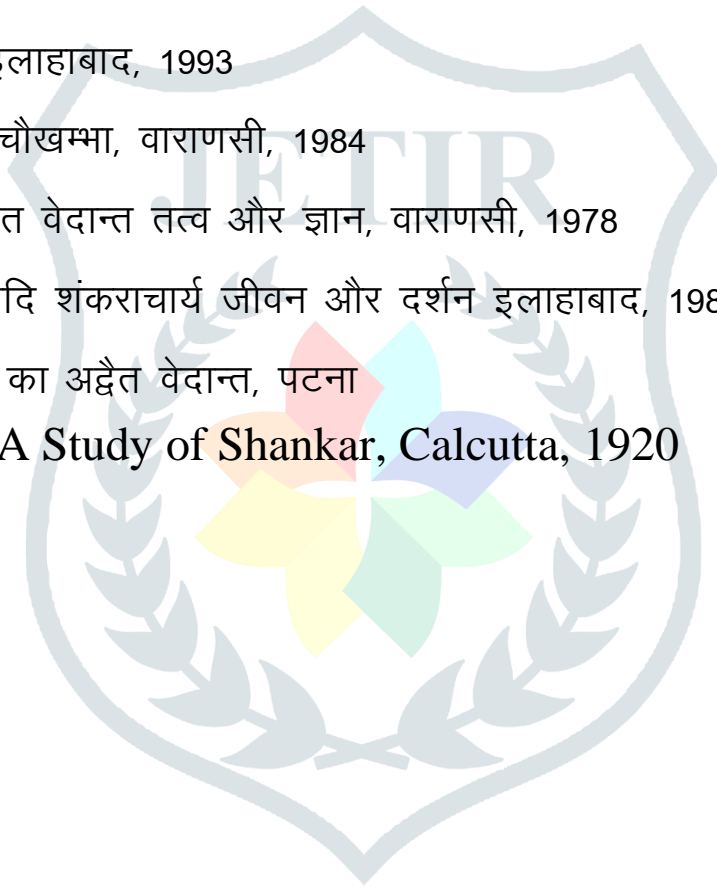 इलाहाबाद, 1993
चौखम्भा, वाराणसी, 1984
त वेदान्त तत्व और ज्ञान, वाराणसी, 1978
दि शंकराचार्य जीवन और दर्शन इलाहाबाद, 198
का अद्वैत वेदान्त, पटना
A Study of Shankar, Calcutta, 1920
JETIR